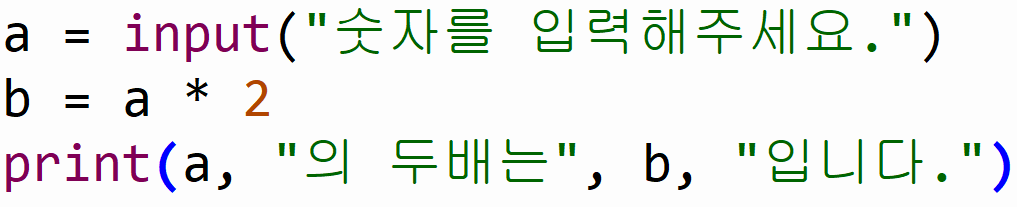 a = input("숫자를 입력해주세요.")
b = a * 2
print(a, "의 두배는", b, "입니다.")